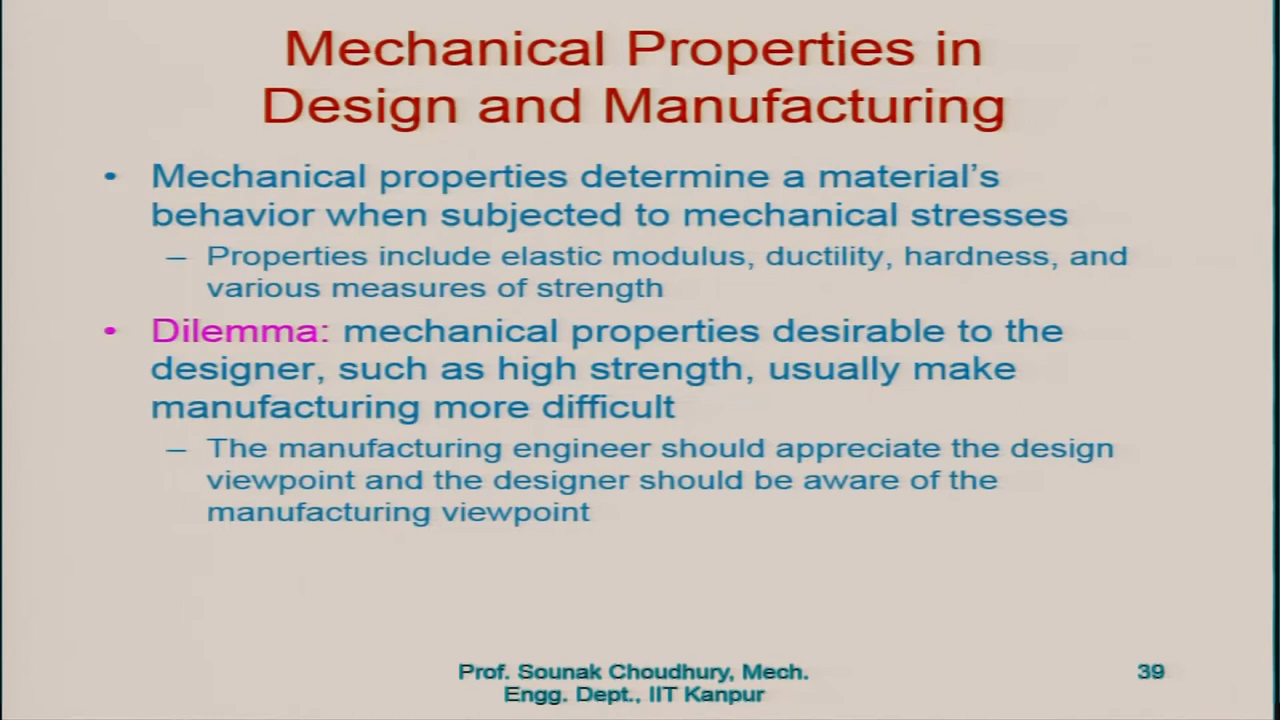 Mechanical Properties in
Design and Manufacturing
• Mechanical properties determine a material's
behavior when subjected to mechanical stresses
– Properties include elastic modulus, ductility, hardness, and
various measures of strength
• Dilemma: mechanical properties desirable to the
designer, such as high strength, usually make
manufacturing more difficult
– The manufacturing engineer should appreciate the design
viewpoint and the designer should be aware of the
manufacturing viewpoint
Prof. Sounak Choudhury, Mech.
Engg. Dept., IIT Kanpur
39